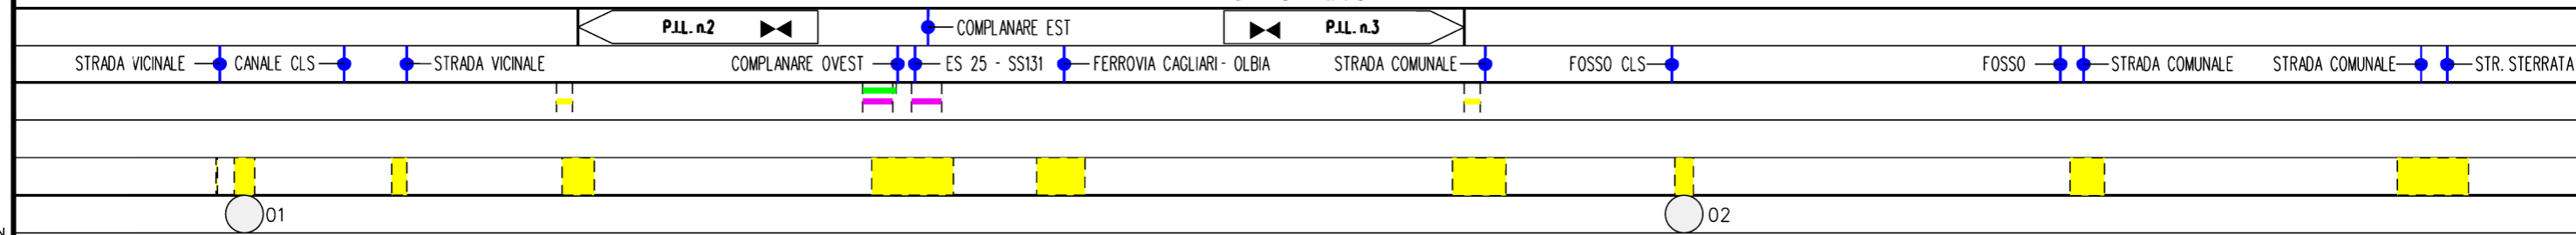 P.I.L. n.2
COMPLANARE EST
P.I.L. n.3
STRADA VICINALE
CANALE CLS
STRADA VICINALE
COMPLANARE OVEST
ES 25 - SS131
FERROVIA CAGLIARI- OLBIA
STRADA COMUNALE
FOSSO CLS
FOSSO
STRADA COMUNALE
STRADA COMUNALE
STR. STERRATA
01
02